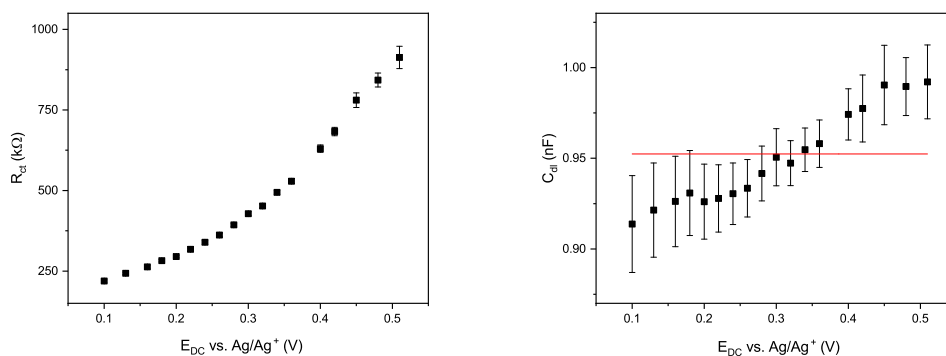 1000
750
500
250
R_ct (kΩ)
0.1 0.2 0.3 0.4 0.5
E_DC vs. Ag/Ag⁺ (V)
1.00
0.95
0.90
C_dl (nF)
0.1 0.2 0.3 0.4 0.5
E_DC vs. Ag/Ag⁺ (V)